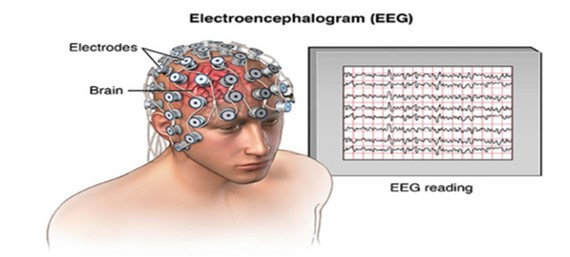 Electroencephalogram (EEG)
Electrodes
Brain
EEG reading